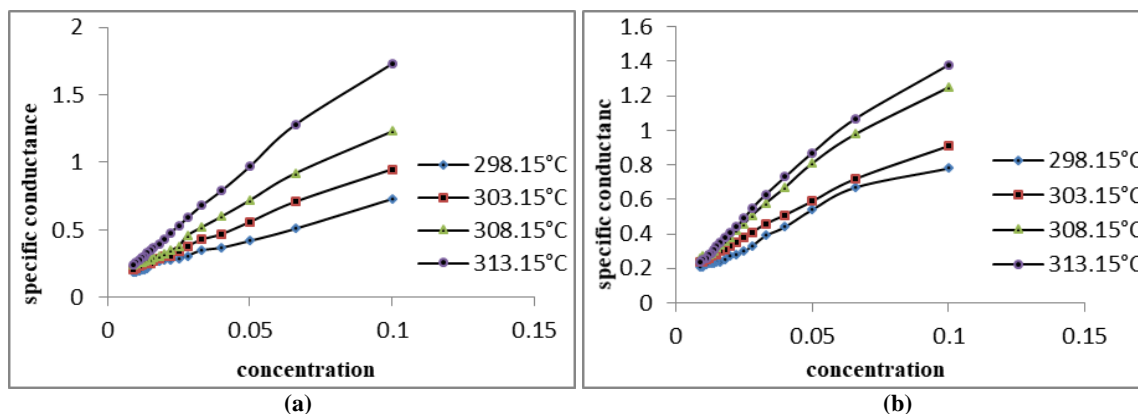 2
1.5
1
0.5
0
0
0.05
0.1
0.15
specific conductance
concentration
298.15°C
303.15°C
308.15°C
313.15°C
(a)
1.6
1.4
1.2
1
0.8
0.6
0.4
0.2
0
0
0.05
0.1
0.15
specific conductanc
concentration
298.15°C
303.15°C
308.15°C
313.15°C
(b)